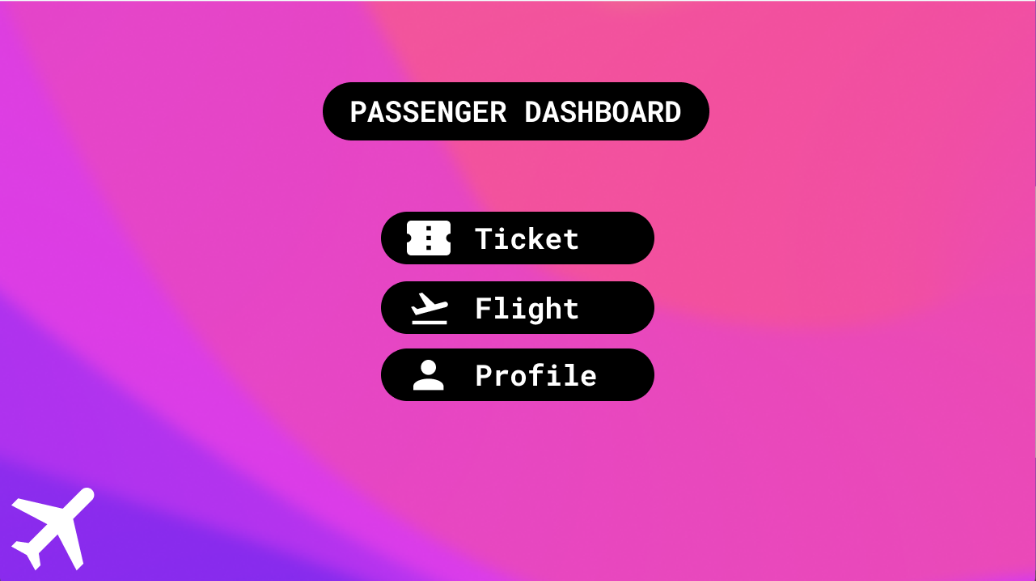 PASSENGER DASHBOARD
Ticket
Flight
Profile